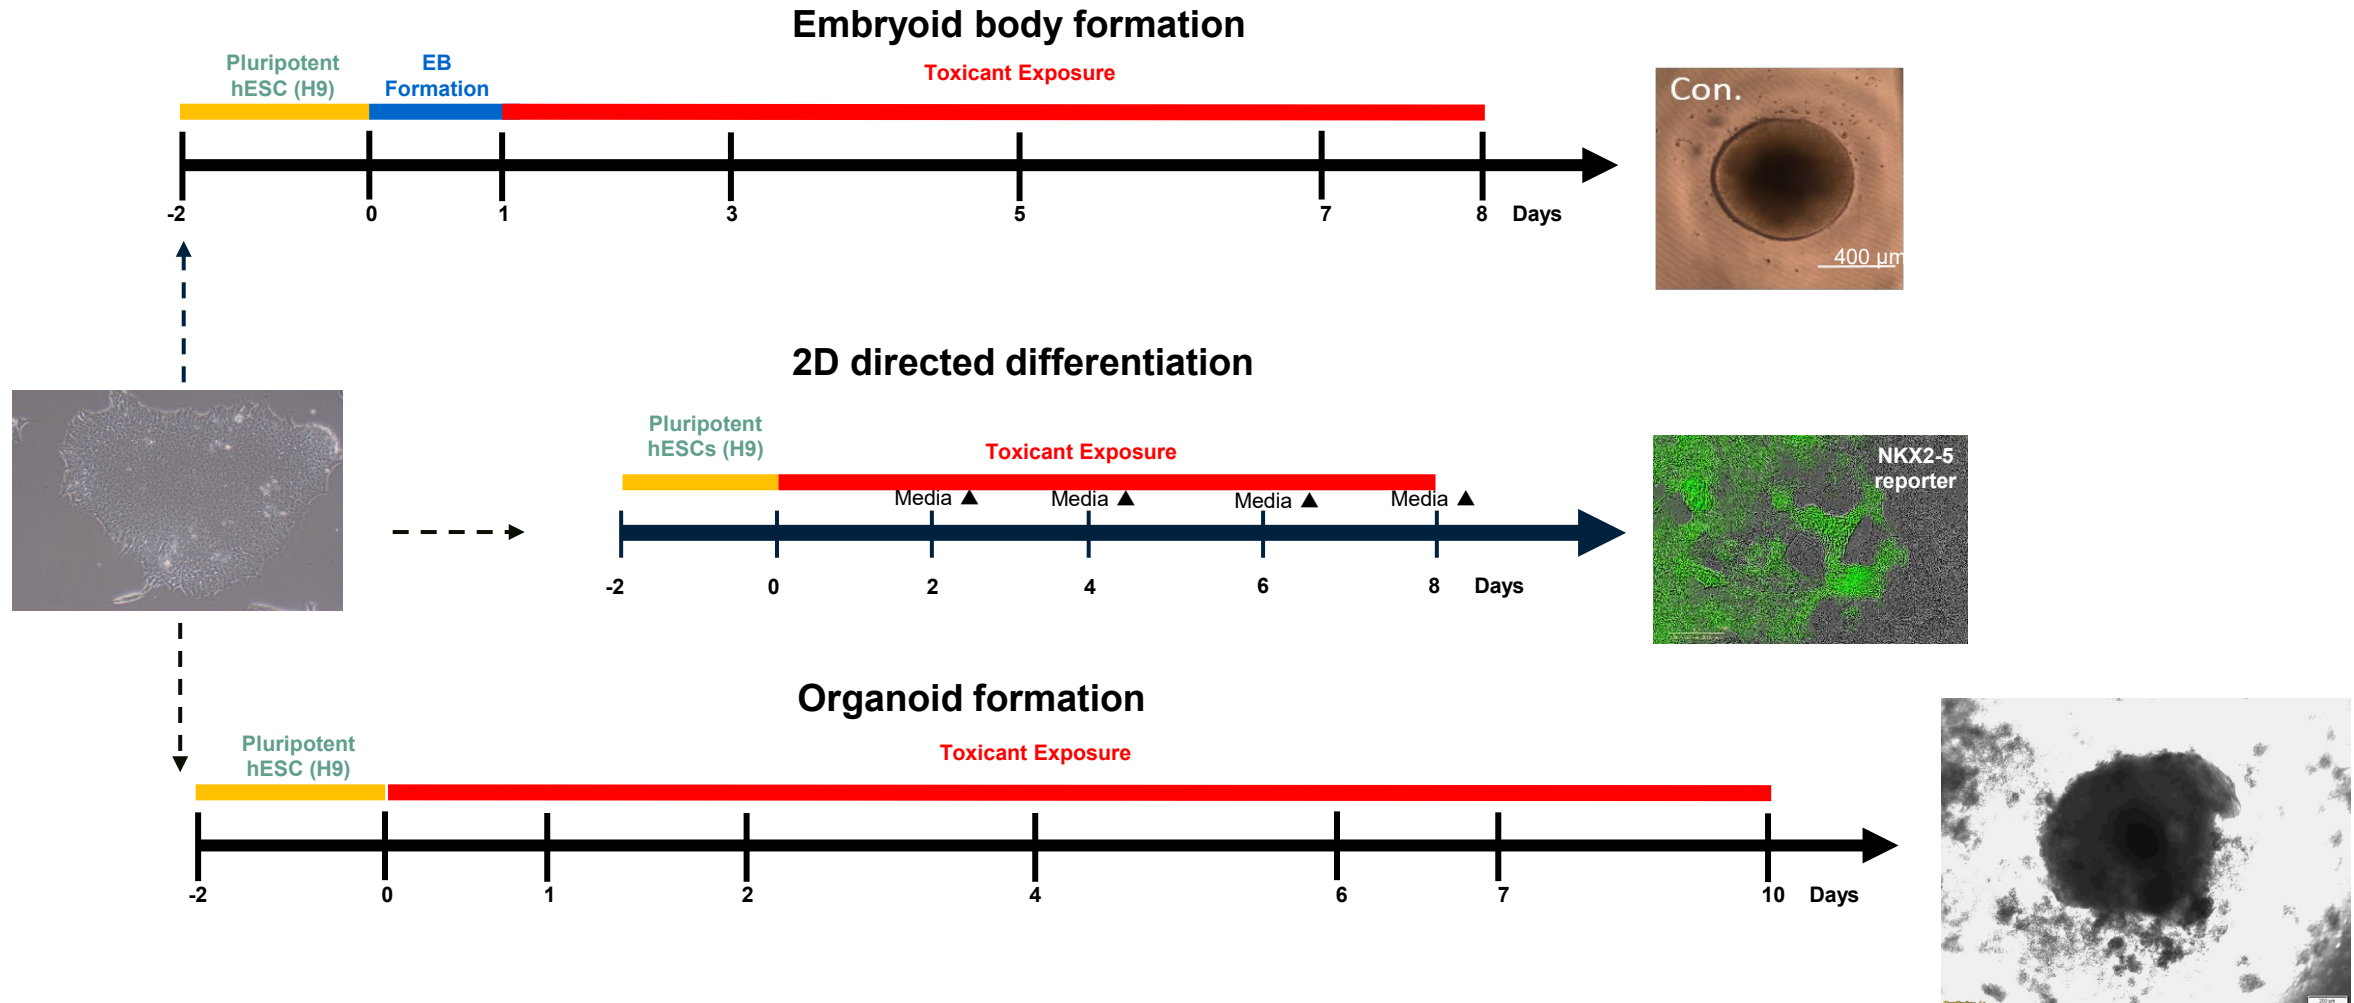 Embryoid body formation
Pluripotent
hESC (H9)
EB
Formation
Toxicant Exposure
-2
0
1
3
5
7
8
Days
Con.
400 µm
2D directed differentiation
Pluripotent
hESCs (H9)
Toxicant Exposure
Media ▲
Media ▲
Media ▲
Media ▲
-2
0
2
4
6
8
Days
NKX2-5
reporter
Organoid formation
Pluripotent
hESC (H9)
Toxicant Exposure
-2
0
1
2
4
6
7
10
Days